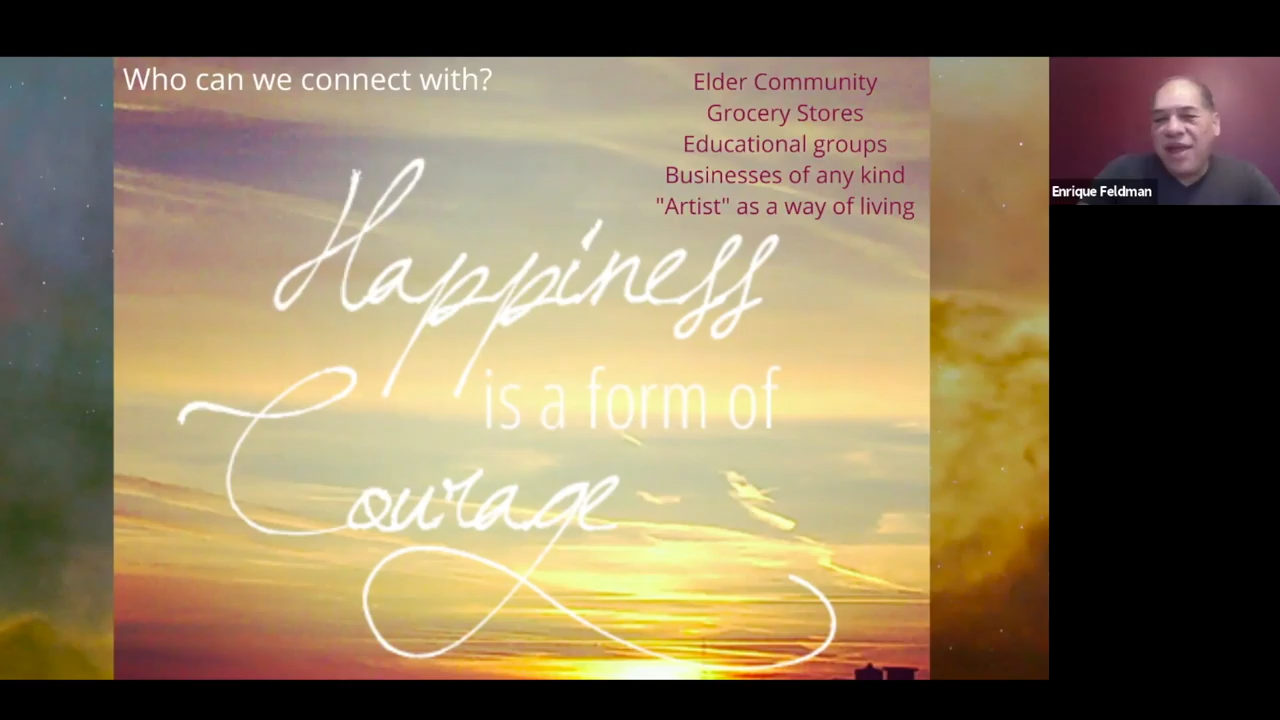 Who can we connect with?
Elder Community
Grocery Stores
Educational groups
Businesses of any kind
"Artist" as a way of living
Happiness
is a form of
Courage
Enrique Feldman